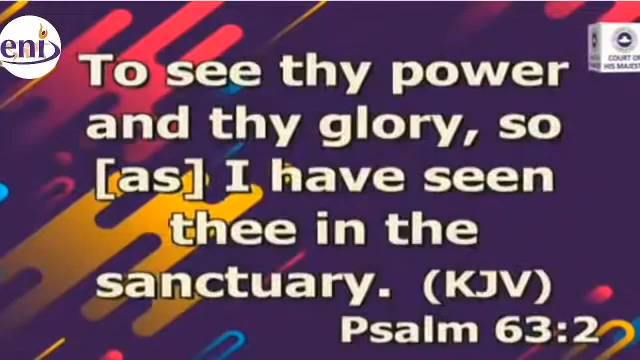 eni
COURT OF
HIS MAJEST
To see thy power
and thy glory, so
[as] I have seen
thee in the
sanctuary. (KJV)
Psalm 63:2